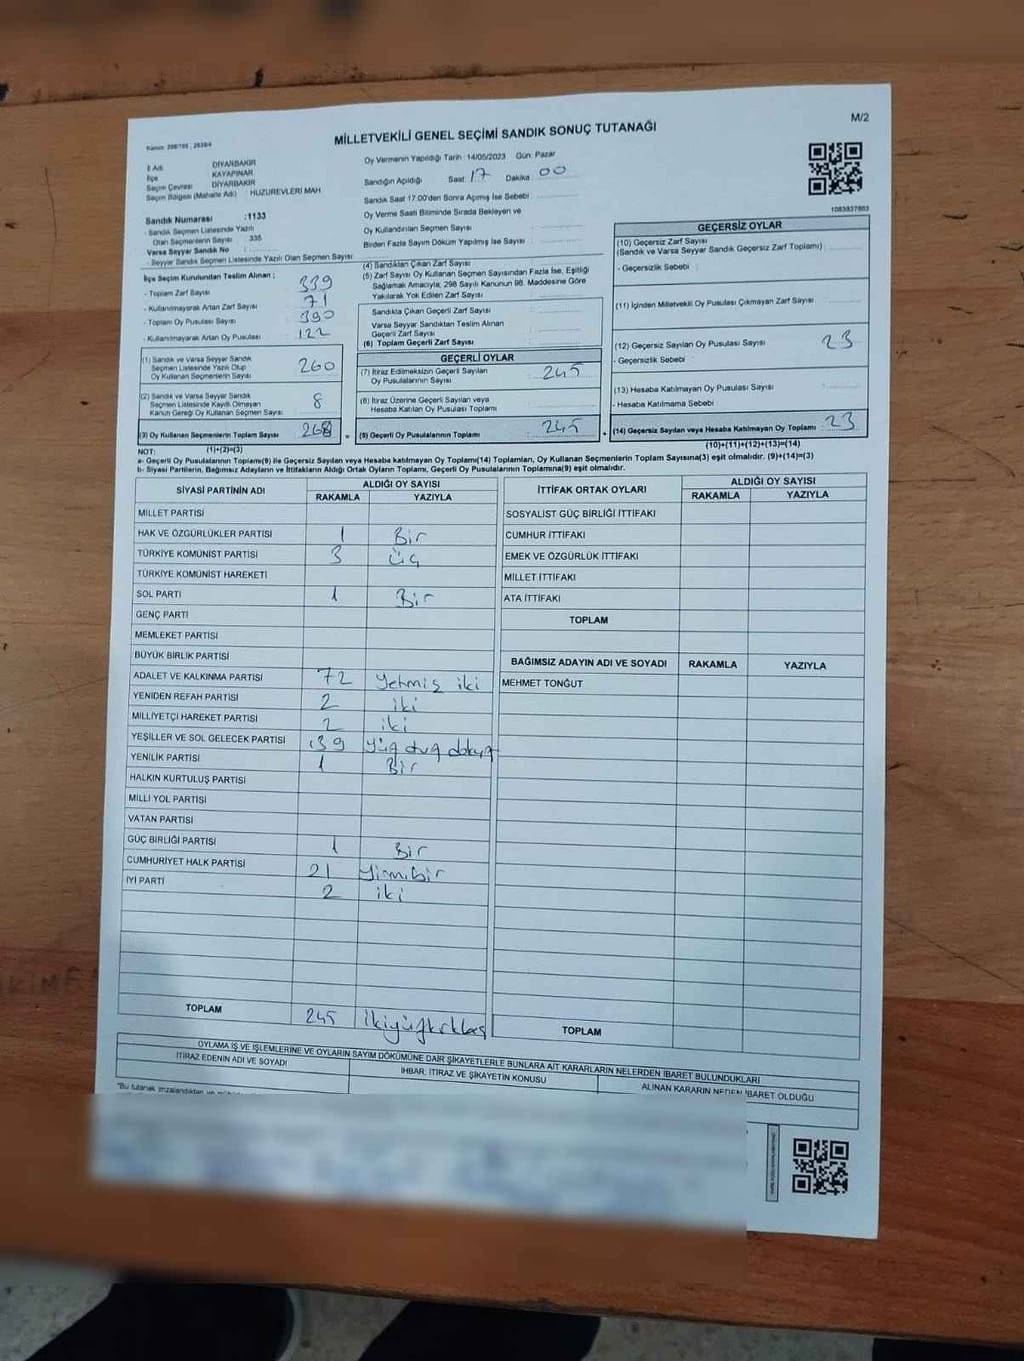 M/2
MİLLETVEKİLİ GENEL SEÇİMİ SANDIK SONUÇ TUTANAĞI
İl Adı DİYARBAKIR
İlçe KAYAPINAR
Seçim Çevresi DİYARBAKIR
Seçim Bölgesi (Mahalle Adı) : HUZUREVLERİ MAH.
Oy Vermenin Yapıldığı Tarih 14/05/2023 Gün: Pazar
Sandığın Açıldığı Saat 17 Dakika 00
Sandık Saat 17:00'den Sonra Açılmış İse Sebebi
Oy Verme Saati Bitiminde Sırada Bekleyen ve
Oy Kullandırılan Seçmen Sayısı
Birden Fazla Sayım Döküm Yapılmış İse Sayısı
1083837803
Sandık Numarası :1133
- Sandık Seçmen Listesinde Yazılı
Olan Seçmenlerin Sayısı 335
Varsa Seyyar Sandık No :
- Seyyar Sandık Seçmen Listesinde Yazılı Olan Seçmen Sayısı
İlçe Seçim Kurulundan Teslim Alınan ;
- Toplam Zarf Sayısı 339
- Kullanılmayarak Artan Zarf Sayısı 71
- Toplam Oy Pusulası Sayısı 390
- Kullanılmayarak Artan Oy Pusulası 122
(1) Sandık ve Varsa Seyyar Sandık
Seçmen Listesinde Yazılı Olup
Oy Kullanan Seçmenlerin Sayısı 260
(2) Sandık ve Varsa Seyyar Sandık
Seçmen Listesinde Kayıtlı Olmayan
Kanun Gereği Oy Kullanan Seçmen Sayısı : 8
(3) Oy Kullanan Seçmenlerin Toplam Sayısı 268 =
(1)+(2)=(3)
(4) Sandıktan Çıkan Zarf Sayısı
(5) Zarf Sayısı Oy Kullanan Seçmen Sayısından Fazla İse, Eşitliği
Sağlamak Amacıyla, 298 Sayılı Kanunun 98. Maddesine Göre
Yakılarak Yok Edilen Zarf Sayısı
Sandıkta Çıkan Geçerli Zarf Sayısı
Varsa Seyyar Sandıktan Teslim Alınan
Geçerli Zarf Sayısı
(6) Toplam Geçerli Zarf Sayısı
GEÇERLİ OYLAR
(7) İtiraz Edilmeksizin Geçerli Sayılan
Oy Pusulalarının Sayısı 245
(8) İtiraz Üzerine Geçerli Sayılan veya
Hesaba Katılan Oy Pusulası Toplamı
(9) Geçerli Oy Pusulalarının Toplamı 245 +
GEÇERSİZ OYLAR
(10) Geçersiz Zarf Sayısı
(Sandık ve Varsa Seyyar Sandık Geçersiz Zarf Toplamı)
- Geçersizlik Sebebi
(11) İçinden Milletvekili Oy Pusulası Çıkmayan Zarf Sayısı
(12) Geçersiz Sayılan Oy Pusulası Sayısı 23
- Geçersizlik Sebebi
(13) Hesaba Katılmayan Oy Pusulası Sayısı
- Hesaba Katılmama Sebebi
(14) Geçersiz Sayılan veya Hesaba Katılmayan Oy Toplamı : 23
(10)+(11)+(12)+(13)=(14)
NOT:
a- Geçerli Oy Pusulalarının Toplamı(9) ile Geçersiz Sayılan veya Hesaba katılmayan Oy Toplamı(14) Toplamları, Oy Kullanan Seçmenlerin Toplam Sayısına(3) eşit olmalıdır. (9)+(14)=(3)
b- Siyasi Partilerin, Bağımsız Adayların ve İttifakların Aldığı Ortak Oyların Toplamı, Geçerli Oy Pusulalarının Toplamına(9) eşit olmalıdır.
SİYASİ PARTİNİN ADI ALDIĞI OY SAYISI
RAKAMLA YAZIYLA
MİLLET PARTİSİ
HAK VE ÖZGÜRLÜKLER PARTİSİ 1 Bir
TÜRKİYE KOMÜNİST PARTİSİ 3 üç
TÜRKİYE KOMÜNİST HAREKETİ
SOL PARTİ 1 Bir
GENÇ PARTİ
MEMLEKET PARTİSİ
BÜYÜK BİRLİK PARTİSİ
ADALET VE KALKINMA PARTİSİ 72 yetmiş iki
YENİDEN REFAH PARTİSİ 2 iki
MİLLİYETÇİ HAREKET PARTİSİ 2 iki
YEŞİLLER VE SOL GELECEK PARTİSİ 139 yüz otuz dokuz
YENİLİK PARTİSİ 1 Bir
HALKIN KURTULUŞ PARTİSİ
MİLLİ YOL PARTİSİ
VATAN PARTİSİ
GÜÇ BİRLİĞİ PARTİSİ 1 Bir
CUMHURİYET HALK PARTİSİ 21 yirmibir
İYİ PARTİ 2 iki
TOPLAM 245
İTTİFAK ORTAK OYLARI ALDIĞI OY SAYISI
RAKAMLA YAZIYLA
SOSYALİST GÜÇ BİRLİĞİ İTTİFAKI
CUMHUR İTTİFAKI
EMEK VE ÖZGÜRLÜK İTTİFAKI
MİLLET İTTİFAKI
ATA İTTİFAKI
TOPLAM
BAĞIMSIZ ADAYIN ADI VE SOYADI RAKAMLA YAZIYLA
MEHMET TONĞUT
TOPLAM
OYLAMA İŞ VE İŞLEMLERİNE VE OYLARIN SAYIM DÖKÜMÜNE DAİR ŞİKAYETLERLE BUNLARA AİT KARARLARIN NELERDEN İBARET BULUNDUKLARI
İTİRAZ EDENİN ADI VE SOYADI İHBAR, İTİRAZ VE ŞİKAYETİN KONUSU ALINAN KARARIN NEDEN İBARET OLDUĞU